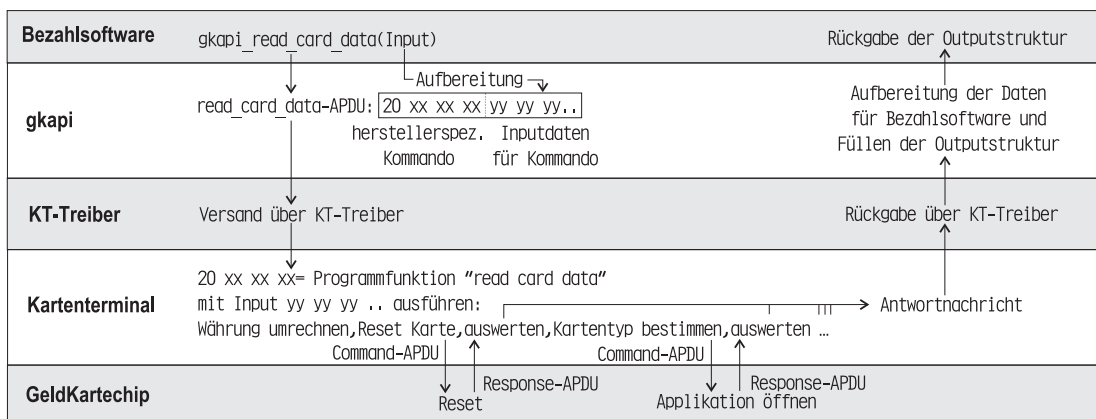 Bezahlsoftware gkapi_read_card_data(Input) Rückgabe der Outputstruktur
Aufbereitung
gkapi read_card_data-APDU: 20 xx xx xx yy yy yy..
herstellerspez. Kommando
Inputdaten für Kommando
Aufbereitung der Daten
für Bezahlsoftware und
Füllen der Outputstruktur
KT-Treiber Versand über KT-Treiber Rückgabe über KT-Treiber
Kartenterminal
20 xx xx xx= Programmfunktion "read card data"
mit Input yy yy yy .. ausführen:
Währung umrechnen,Reset Karte,auswerten,Kartentyp bestimmen,auswerten ...
Antwortnachricht
Command-APDU Command-APDU
GeldKartechip
Response-APDU Response-APDU
Reset Applikation öffnen